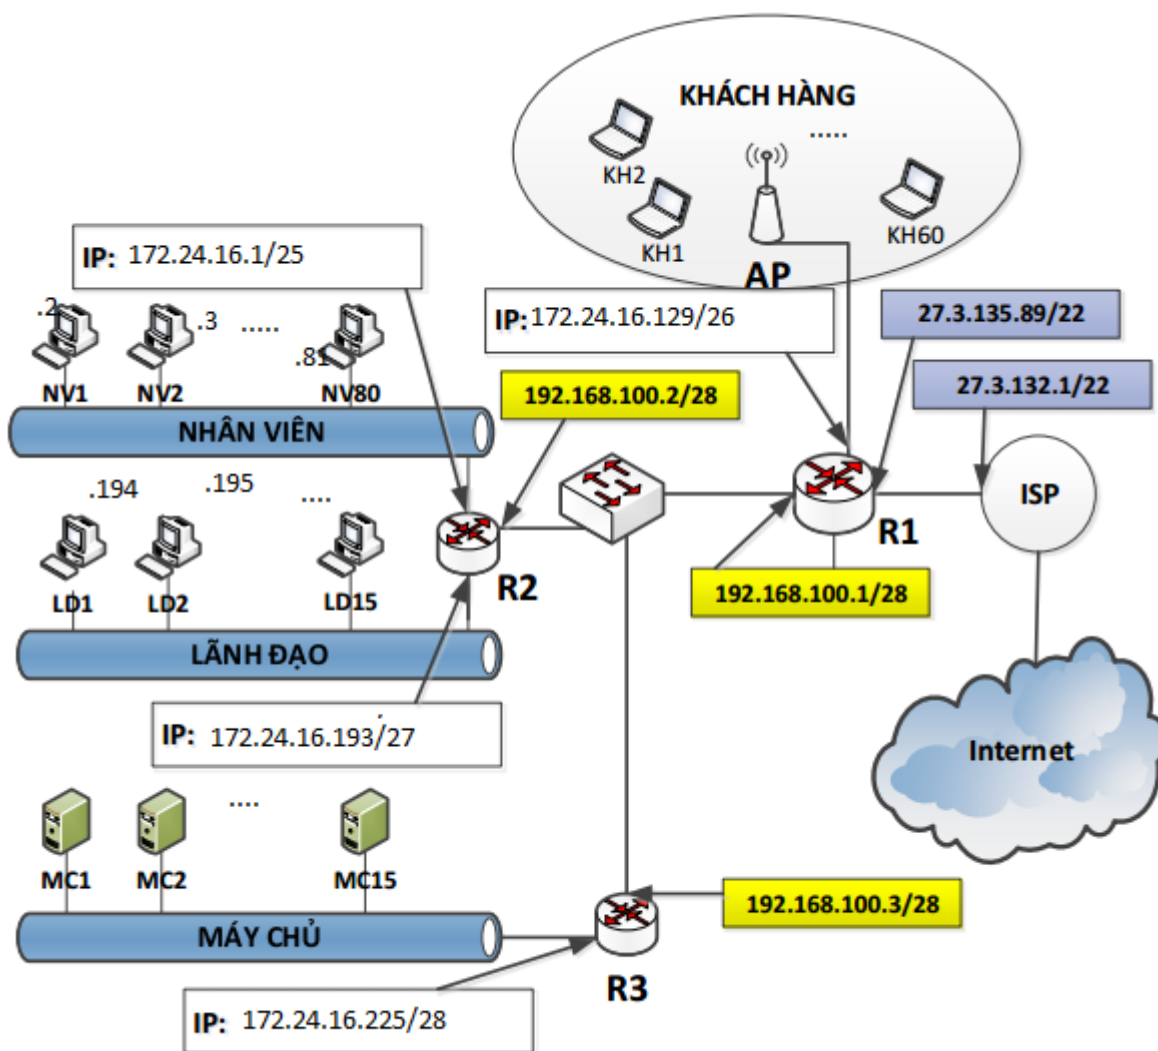 KHÁCH HÀNG
.....
KH2
KH1
KH60
AP
IP: 172.24.16.1/25
IP: 172.24.16.129/26
27.3.135.89/22
27.3.132.1/22
.2
.3
.....
.81
NV1
NV2
NV80
192.168.100.2/28
NHÂN VIÊN
.194
.195
....
ISP
R1
LD1
LD2
LD15
R2
192.168.100.1/28
LÃNH ĐẠO
IP: 172.24.16.193/27
Internet
....
MC1
MC2
MC15
192.168.100.3/28
MÁY CHỦ
R3
IP: 172.24.16.225/28